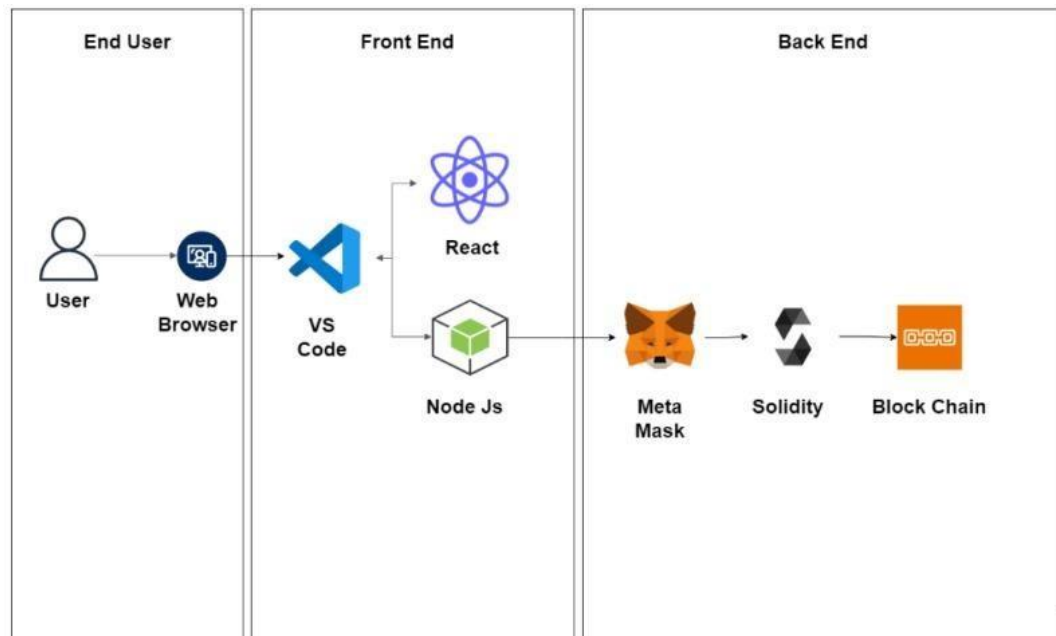 End User
Front End
Back End
User
Web
Browser
VS
Code
React
Node Js
Meta
Mask
Solidity
Block Chain